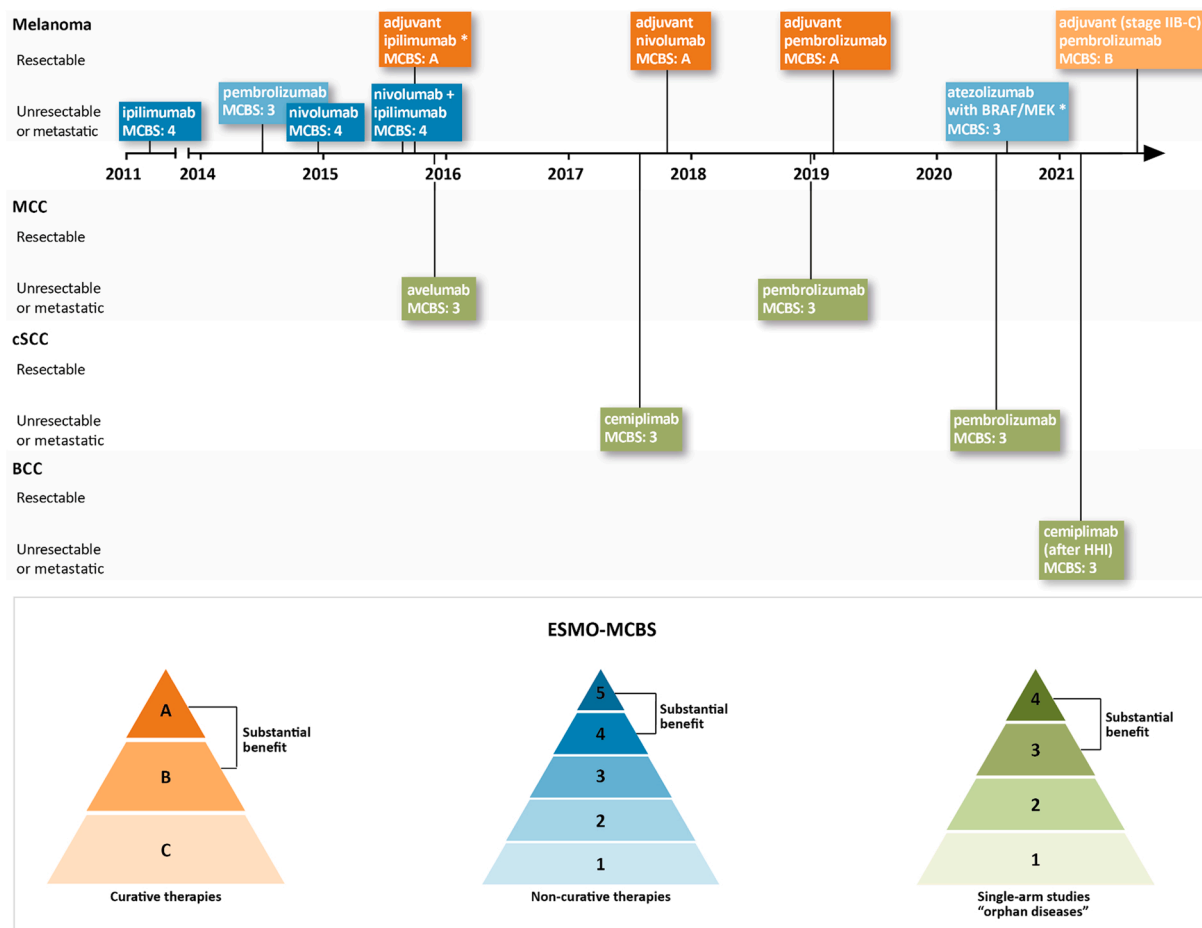 Melanoma
Resectable
adjuvant
ipilimumab *
MCBS: A
adjuvant
nivolumab
MCBS: A
adjuvant
pembrolizumab
MCBS: A
adjuvant (stage IIB-C)
pembrolizumab
MCBS: B
Unresectable
or metastatic
ipilimumab
MCBS: 4
pembrolizumab
MCBS: 3
nivolumab
MCBS: 4
nivolumab +
ipilimumab
MCBS: 4
atezolizumab
with BRAF/MEK *
MCBS: 3
2011 2014 2015 2016 2017 2018 2019 2020 2021
MCC
Resectable
Unresectable
or metastatic
avelumab
MCBS: 3
pembrolizumab
MCBS: 3
cSCC
Resectable
Unresectable
or metastatic
cemiplimab
MCBS: 3
pembrolizumab
MCBS: 3
BCC
Resectable
Unresectable
or metastatic
cemiplimab
(after HHI)
MCBS: 3
ESMO-MCBS
A
B
C
Substantial
benefit
Curative therapies
5
4
3
2
1
Substantial
benefit
Non-curative therapies
4
3
2
1
Substantial
benefit
Single-arm studies
“orphan diseases”